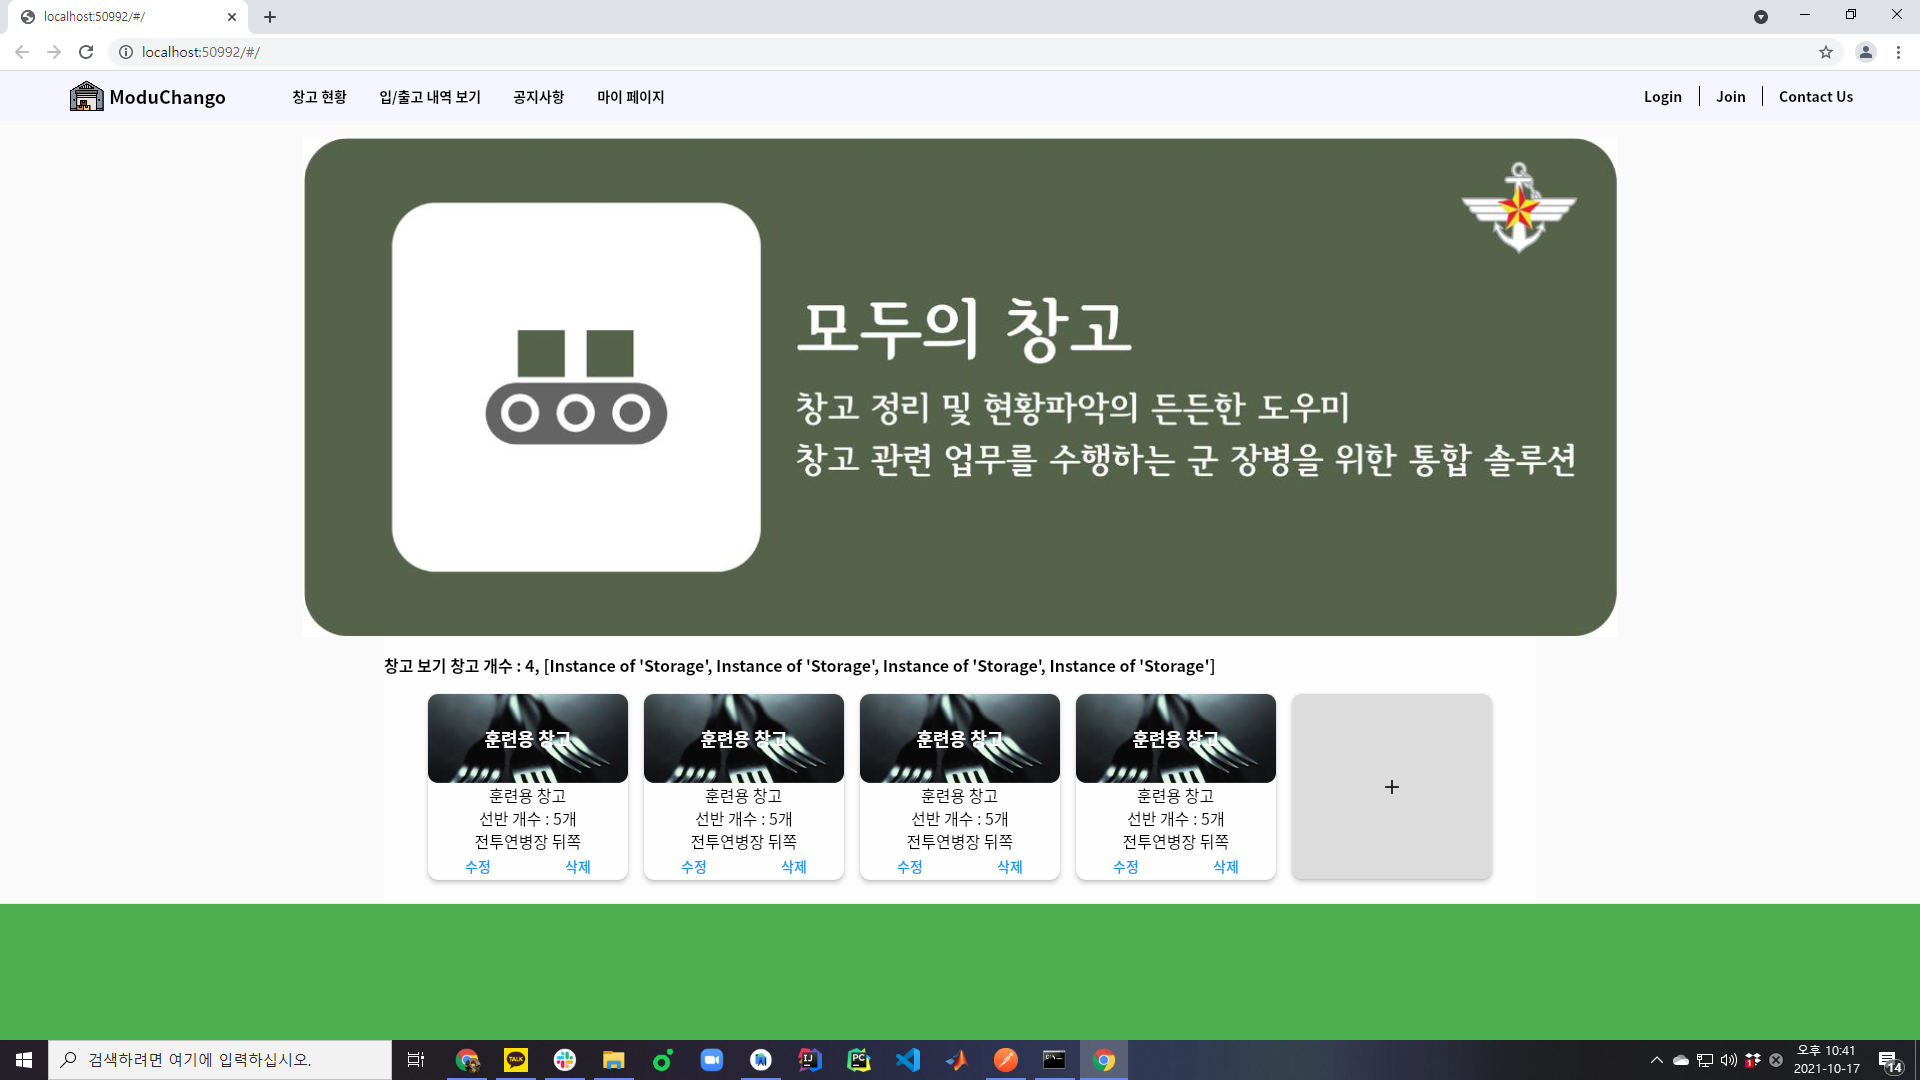 localhost:50992/#/
localhost:50992/#/
ModuChango
창고 현황
입/출고 내역 보기
공지사항
마이 페이지
Login
Join
Contact Us
모두의 창고
창고 정리 및 현황파악의 든든한 도우미
창고 관련 업무를 수행하는 군 장병을 위한 통합 솔루션
창고 보기 창고 개수 : 4, [Instance of 'Storage', Instance of 'Storage', Instance of 'Storage', Instance of 'Storage']
훈련용 창고
훈련용 창고
선반 개수 : 5개
전투연병장 뒤쪽
수정 삭제
훈련용 창고
훈련용 창고
선반 개수 : 5개
전투연병장 뒤쪽
수정 삭제
훈련용 창고
훈련용 창고
선반 개수 : 5개
전투연병장 뒤쪽
수정 삭제
훈련용 창고
훈련용 창고
선반 개수 : 5개
전투연병장 뒤쪽
수정 삭제
+
검색하려면 여기에 입력하십시오.
TALK
AI
IJ
PC
1
오후 10:41
2021-10-17
14